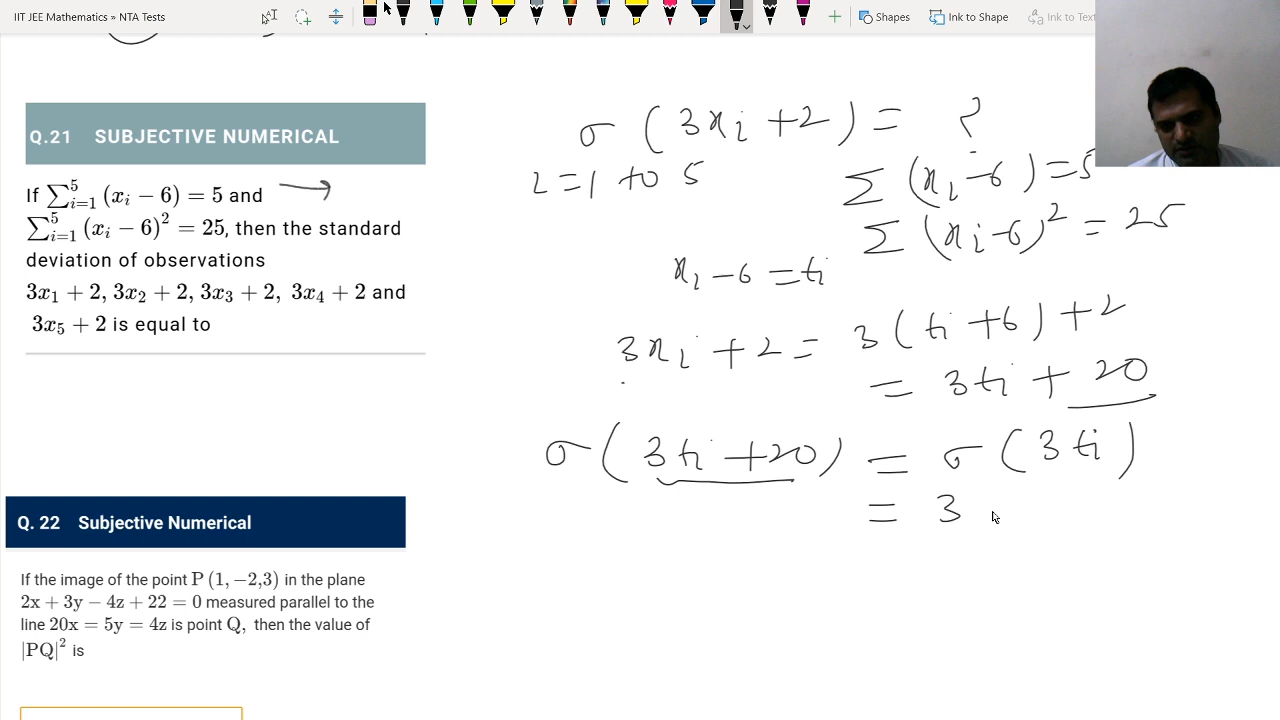 IIT JEE Mathematics » NTA Tests
Shapes
Ink to Shape
Ink to Text
Q.21 SUBJECTIVE NUMERICAL
If ∑_{i=1}^{5} (x_i − 6) = 5 and
∑_{i=1}^{5} (x_i − 6)^2 = 25, then the standard
deviation of observations
3x_1 + 2, 3x_2 + 2, 3x_3 + 2, 3x_4 + 2 and
3x_5 + 2 is equal to
σ (3x_i + 2) = ?
i = 1 to 5
∑ (x_i − 6) = 5
∑ (x_i − 6)^2 = 25
x_i − 6 = t_i
3x_i + 2 = 3(t_i + 6) + 2
= 3t_i + 20
σ (3t_i + 20) = σ (3t_i)
= 3
Q. 22 Subjective Numerical
If the image of the point P (1, −2,3) in the plane
2x + 3y − 4z + 22 = 0 measured parallel to the
line 20x = 5y = 4z is point Q, then the value of
|PQ|^2 is